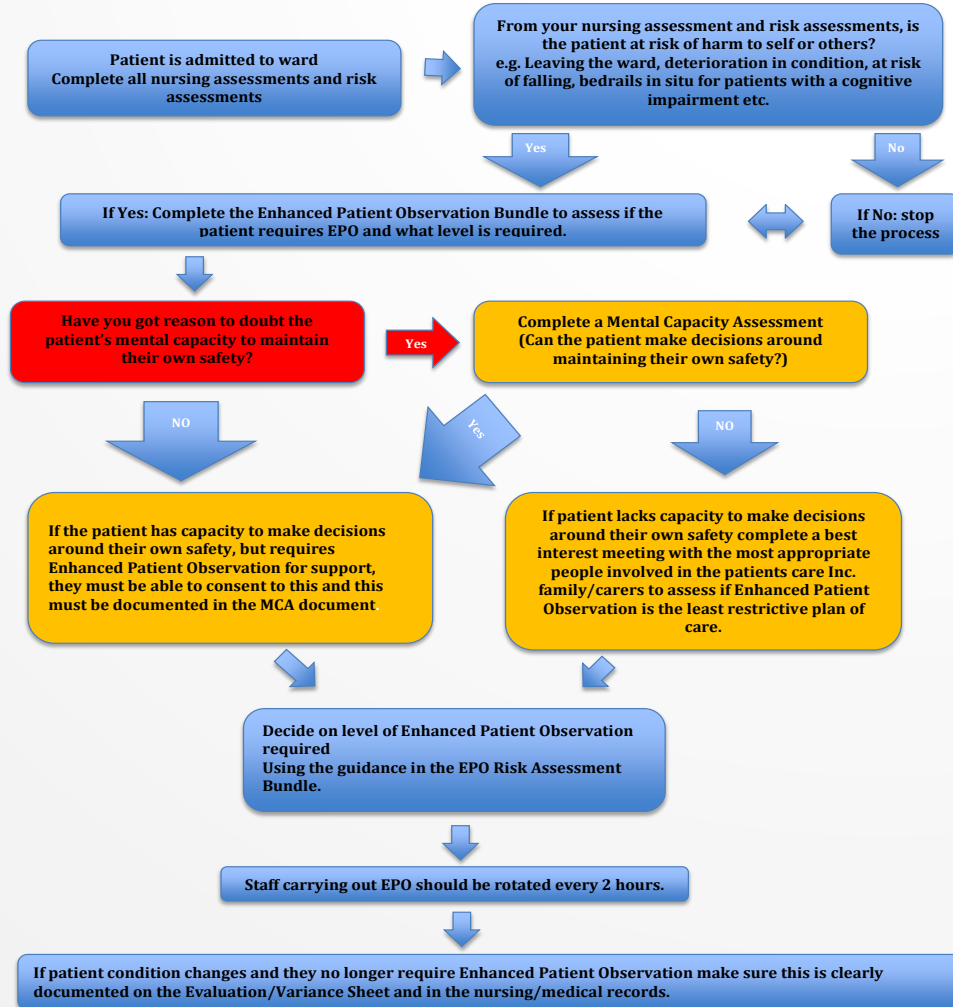 Patient is admitted to ward
Complete all nursing assessments and risk
assessments
From your nursing assessment and risk assessments, is
the patient at risk of harm to self or others?
e.g. Leaving the ward, deterioration in condition, at risk
of falling, bedrails in situ for patients with a cognitive
impairment etc.
Yes
No
If Yes: Complete the Enhanced Patient Observation Bundle to assess if the
patient requires EPO and what level is required.
If No: stop
the process
Have you got reason to doubt the
patient's mental capacity to maintain
their own safety?
Yes
Complete a Mental Capacity Assessment
(Can the patient make decisions around
maintaining their own safety?)
NO
Yes
NO
If the patient has capacity to make decisions
around their own safety, but requires
Enhanced Patient Observation for support,
they must be able to consent to this and this
must be documented in the MCA document.
If patient lacks capacity to make decisions
around their own safety complete a best
interest meeting with the most appropriate
people involved in the patients care Inc.
family/carers to assess if Enhanced Patient
Observation is the least restrictive plan of
care.
Decide on level of Enhanced Patient Observation
required
Using the guidance in the EPO Risk Assessment
Bundle.
Staff carrying out EPO should be rotated every 2 hours.
If patient condition changes and they no longer require Enhanced Patient Observation make sure this is clearly
documented on the Evaluation/Variance Sheet and in the nursing/medical records.